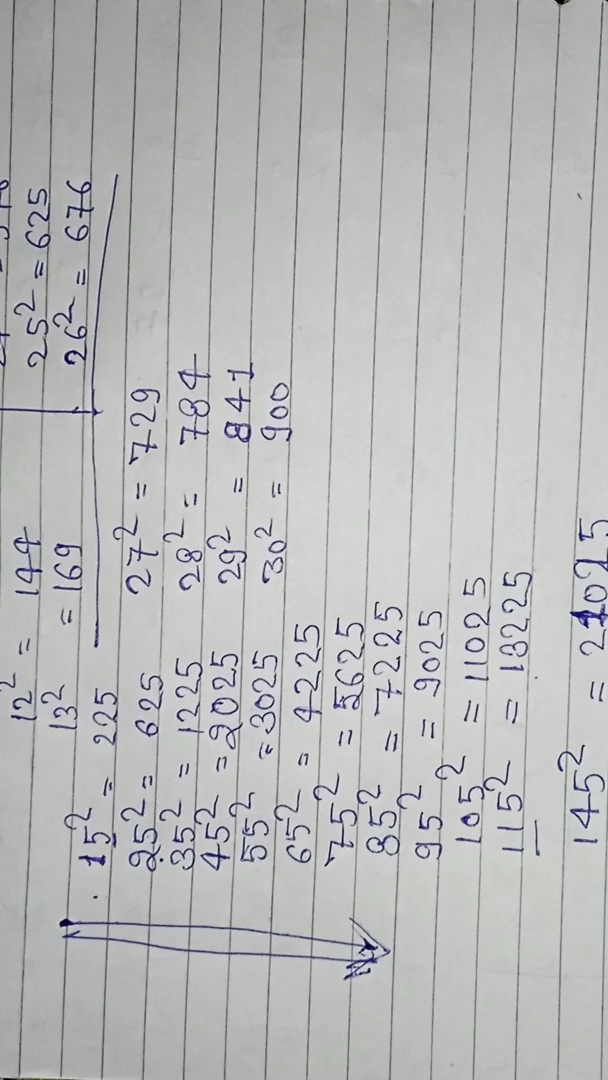 12² = 144
25² = 625
13² = 169
26² = 676
15² = 225
25² = 625
27² = 729
35² = 1225
28² = 784
45² = 2025
29² = 841
55² = 3025
30² = 900
65² = 4225
75² = 5625
85² = 7225
95² = 9025
105² = 11025
115² = 13225
145² = 21025